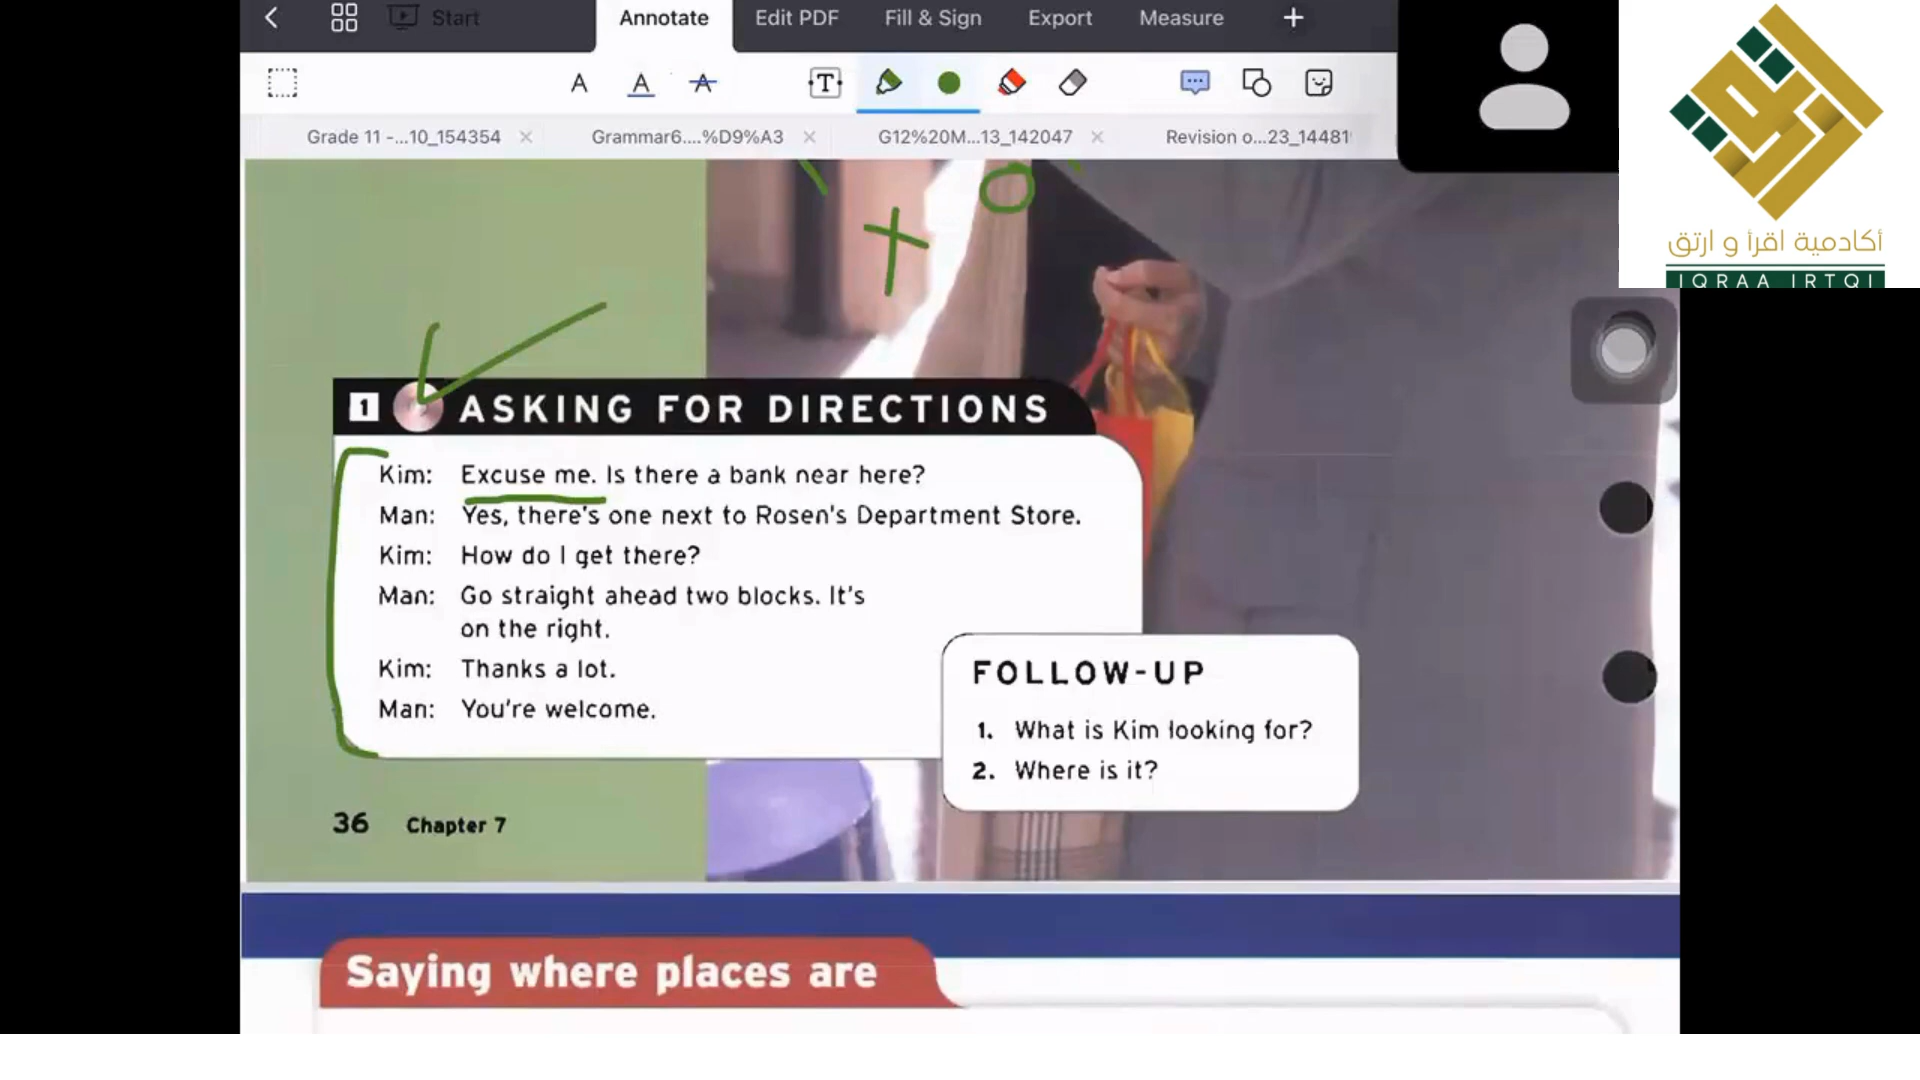 Start
Annotate
Edit PDF
Fill & Sign
Export
Measure
A A A T
Grade 11 -...10_154354
Grammar6....%D9%A3
G12%20M...13_142047
Revision o...23_14481
أكادمية اقرأ و ارتق
IQRAA IRTQI
+ o
1 ASKING FOR DIRECTIONS
Kim: Excuse me. Is there a bank near here?
Man: Yes, there's one next to Rosen's Department Store.
Kim: How do I get there?
Man: Go straight ahead two blocks. It's
on the right.
Kim: Thanks a lot.
Man: You're welcome.
FOLLOW-UP
1. What is Kim looking for?
2. Where is it?
36 Chapter 7
Saying where places are